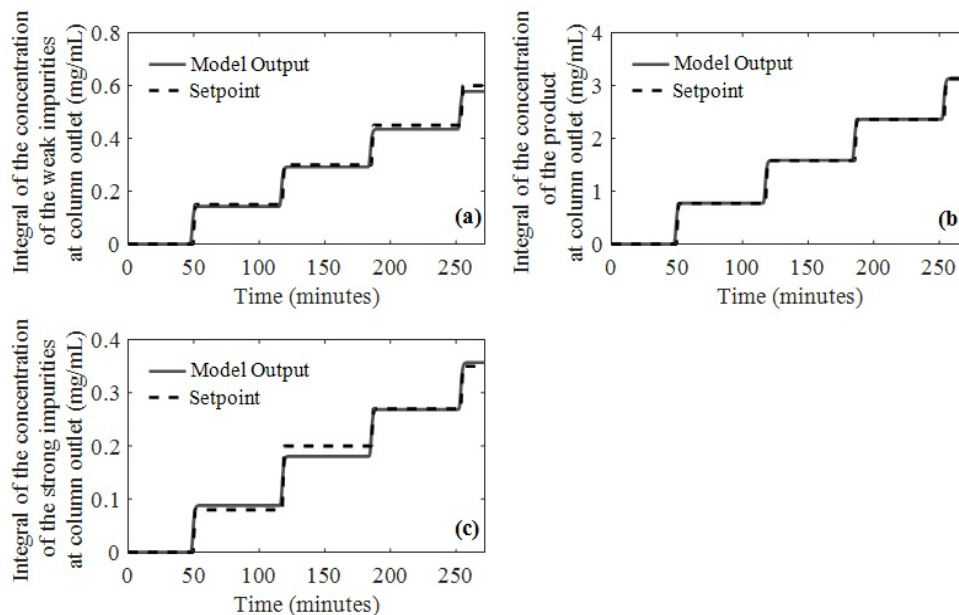 Integral of the concentration
of the weak impurities
at column outlet (mg/mL)
0.8
0.6
0.4
0.2
0
Model Output
Setpoint
(a)
0 50 100 150 200 250
Time (minutes)
Integral of the concentration
of the product
at column outlet (mg/mL)
4
3
2
1
0
Model Output
Setpoint
(b)
0 50 100 150 200 250
Time (minutes)
Integral of the concentration
of the strong impurities
at column outlet (mg/mL)
0.4
0.3
0.2
0.1
0
Model Output
Setpoint
(c)
0 50 100 150 200 250
Time (minutes)